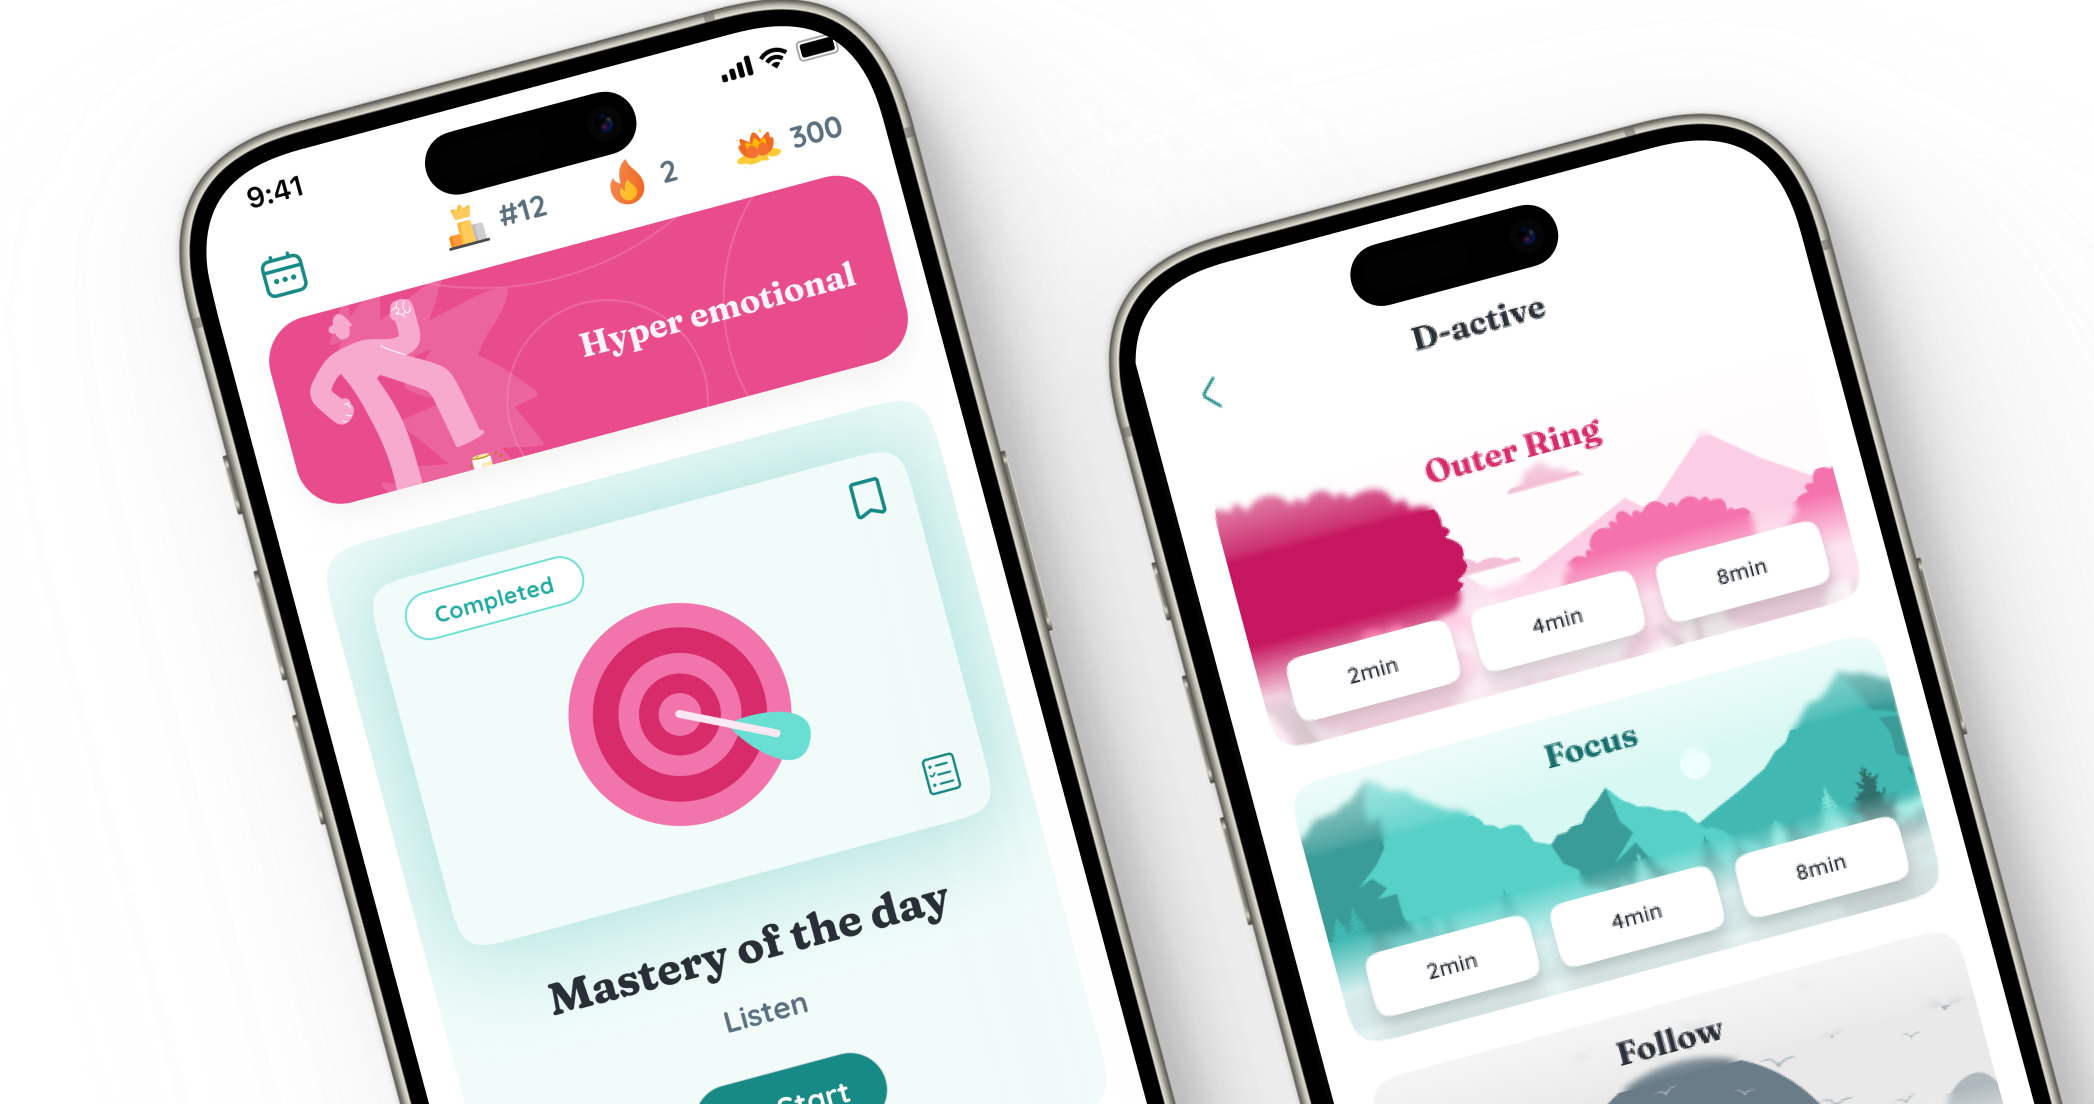 9:41
#12
2
300
Hyper emotional
Completed
Mastery of the day
Listen
Start
D-active
Outer Ring
2min
4min
8min
Focus
2min
4min
8min
Follow